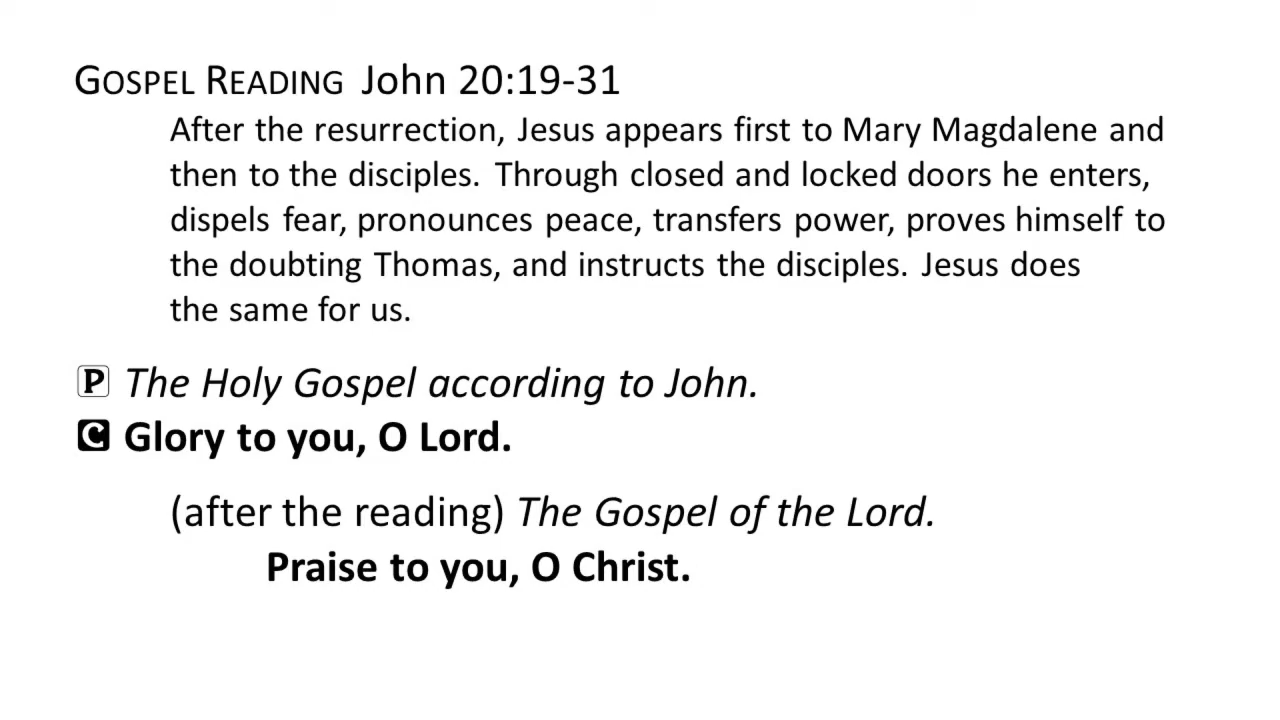 GOSPEL READING John 20:19-31
After the resurrection, Jesus appears first to Mary Magdalene and
then to the disciples. Through closed and locked doors he enters,
dispels fear, pronounces peace, transfers power, proves himself to
the doubting Thomas, and instructs the disciples. Jesus does
the same for us.
P The Holy Gospel according to John.
C Glory to you, O Lord.
(after the reading) The Gospel of the Lord.
Praise to you, O Christ.